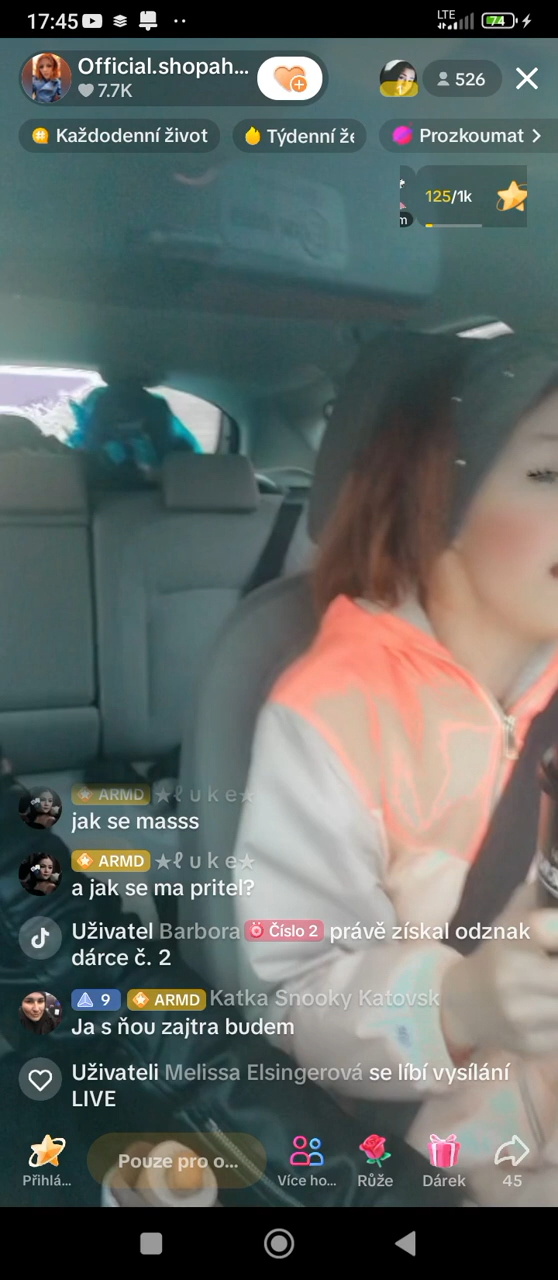 17:45
LTE
74
Official.shopah...
7.7K
526
Každodenní život
Týdenní že
Prozkoumat
125/1k
m
ARMD ★ℓ u k e★
jak se masss
ARMD ★ℓ u k e★
a jak se ma pritel?
Uživatel Barbora Číslo 2 právě získal odznak
dárce č. 2
9 ARMD Katka Snooky Katovsk
Ja s ňou zajtra budem
Uživateli Melissa Elsingerová se líbí vysílání
LIVE
Pouze pro o...
Přihlá...
Více ho...
Růže
Dárek
45